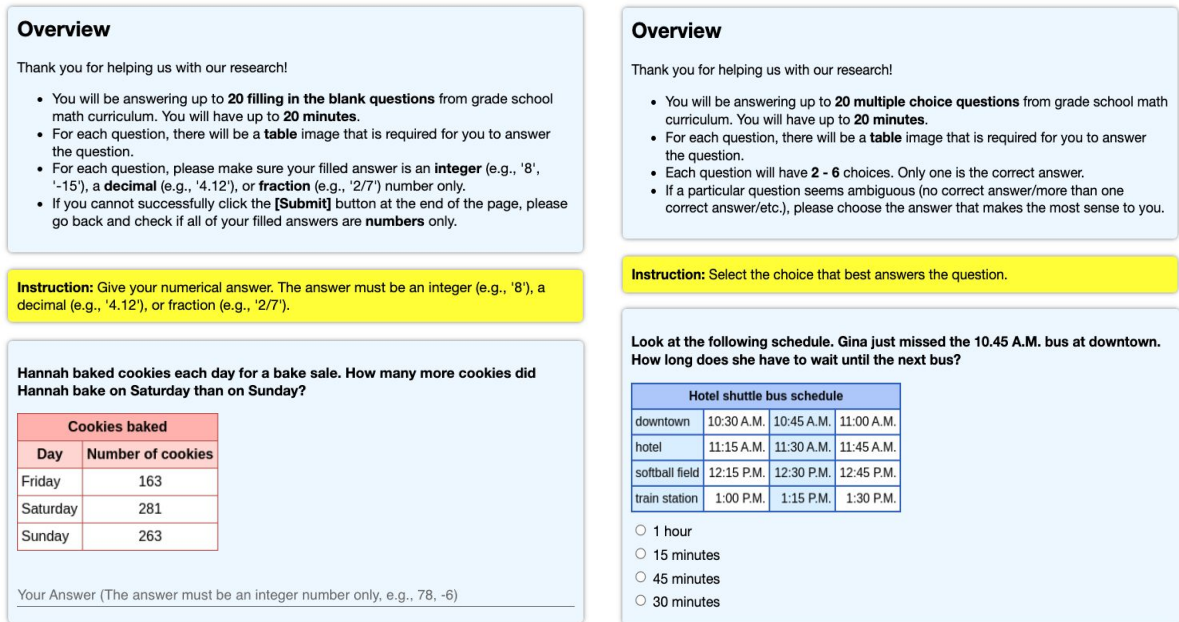 Overview
Thank you for helping us with our research!
• You will be answering up to 20 filling in the blank questions from grade school
math curriculum. You will have up to 20 minutes.
• For each question, there will be a table image that is required for you to answer
the question.
• For each question, please make sure your filled answer is an integer (e.g., '8',
'-15'), a decimal (e.g., '4.12'), or fraction (e.g., '2/7') number only.
• If you cannot successfully click the [Submit] button at the end of the page, please
go back and check if all of your filled answers are numbers only.
Instruction: Give your numerical answer. The answer must be an integer (e.g., '8'), a
decimal (e.g., '4.12'), or fraction (e.g., '2/7').
Hannah baked cookies each day for a bake sale. How many more cookies did
Hannah bake on Saturday than on Sunday?
Cookies baked
Day Number of cookies
Friday 163
Saturday 281
Sunday 263
Your Answer (The answer must be an integer number only, e.g., 78, -6)
Overview
Thank you for helping us with our research!
• You will be answering up to 20 multiple choice questions from grade school math
curriculum. You will have up to 20 minutes.
• For each question, there will be a table image that is required for you to answer
the question.
• Each question will have 2 - 6 choices. Only one is the correct answer.
• If a particular question seems ambiguous (no correct answer/more than one
correct answer/etc.), please choose the answer that makes the most sense to you.
Instruction: Select the choice that best answers the question.
Look at the following schedule. Gina just missed the 10.45 A.M. bus at downtown.
How long does she have to wait until the next bus?
Hotel shuttle bus schedule
downtown 10:30 A.M. 10:45 A.M. 11:00 A.M.
hotel 11:15 A.M. 11:30 A.M. 11:45 A.M.
softball field 12:15 P.M. 12:30 P.M. 12:45 P.M.
train station 1:00 P.M. 1:15 P.M. 1:30 P.M.
1 hour
15 minutes
45 minutes
30 minutes